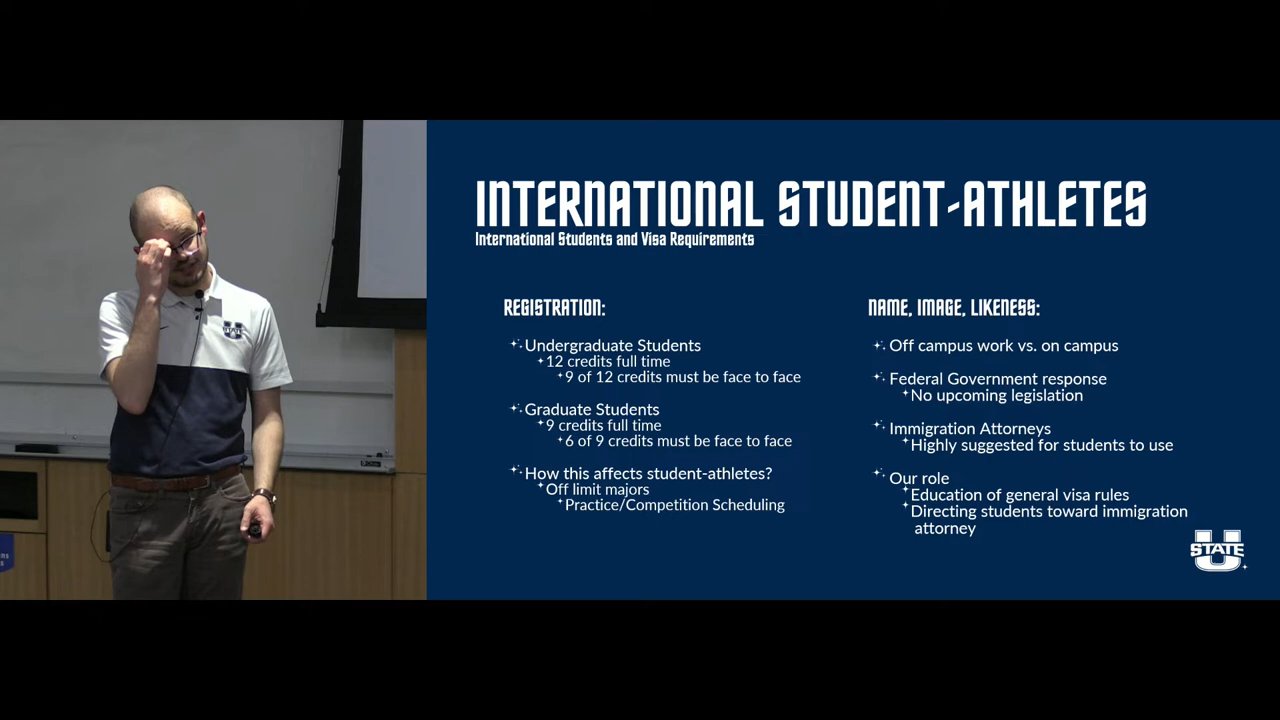 INTERNATIONAL STUDENT-ATHLETES
International Students and Visa Requirements
REGISTRATION:
Undergraduate Students
12 credits full time
9 of 12 credits must be face to face
Graduate Students
9 credits full time
6 of 9 credits must be face to face
How this affects student-athletes?
Off limit majors
Practice/Competition Scheduling
NAME, IMAGE, LIKENESS:
Off campus work vs. on campus
Federal Government response
No upcoming legislation
Immigration Attorneys
Highly suggested for students to use
Our role
Education of general visa rules
Directing students toward immigration
attorney
U STATE
U STATE